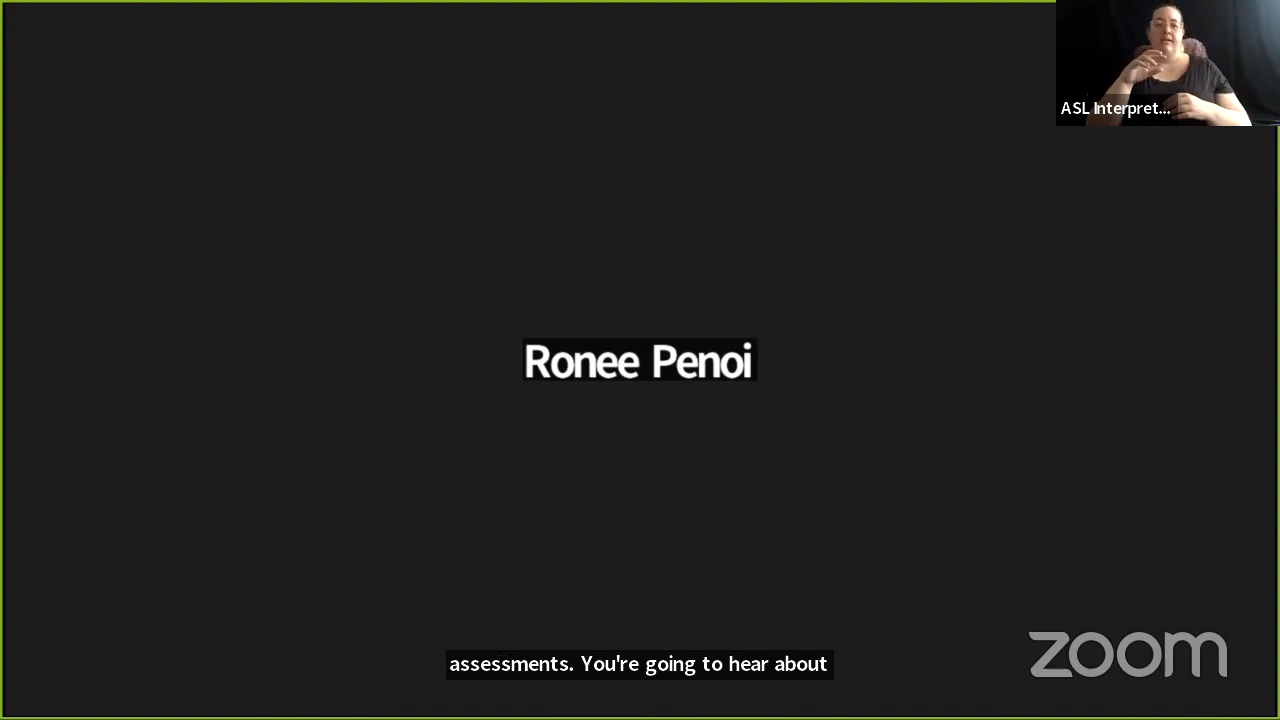 ASL Interpret...
Ronee Penoi
assessments. You're going to hear about
zoom